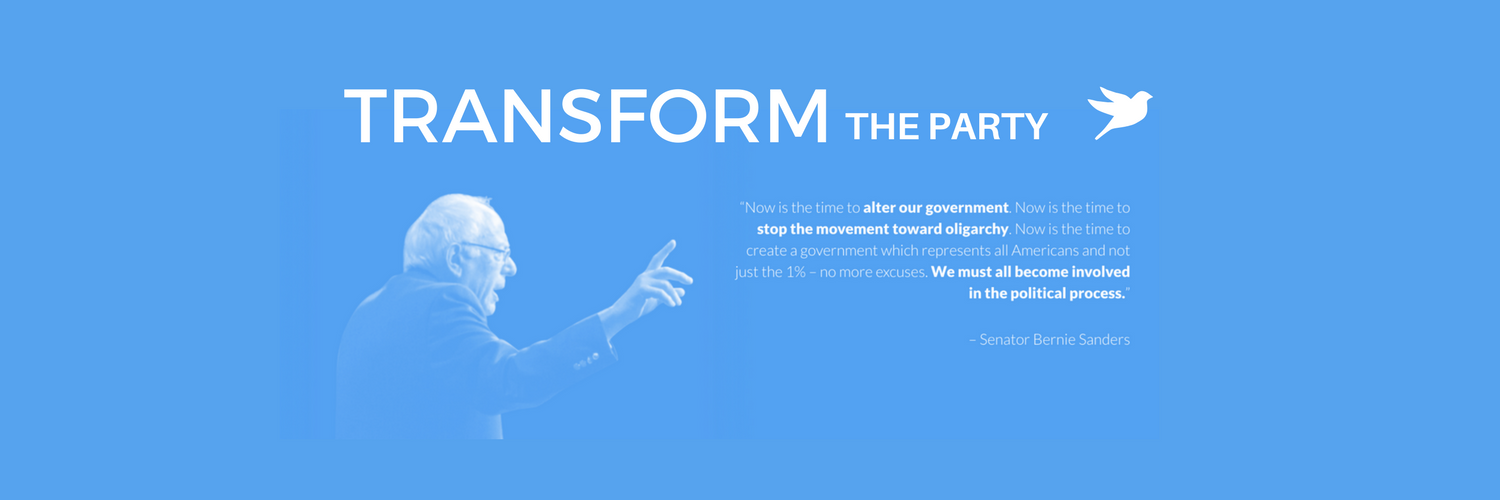 TRANSFORM THE PARTY
“Now is the time to alter our government. Now is the time to
stop the movement toward oligarchy. Now is the time to
create a government which represents all Americans and not
just the 1% – no more excuses. We must all become involved
in the political process.”
– Senator Bernie Sanders